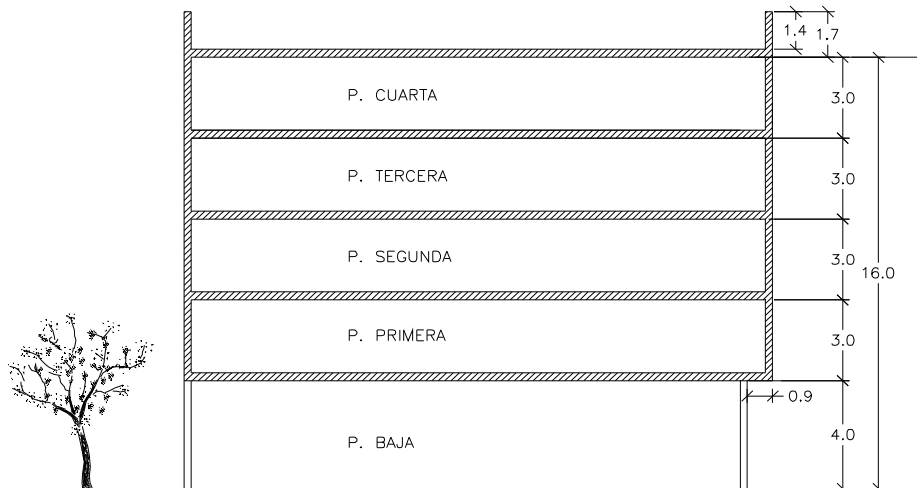 1.4
1.7
P. CUARTA
3.0
P. TERCERA
3.0
P. SEGUNDA
3.0
16.0
P. PRIMERA
3.0
0.9
P. BAJA
4.0